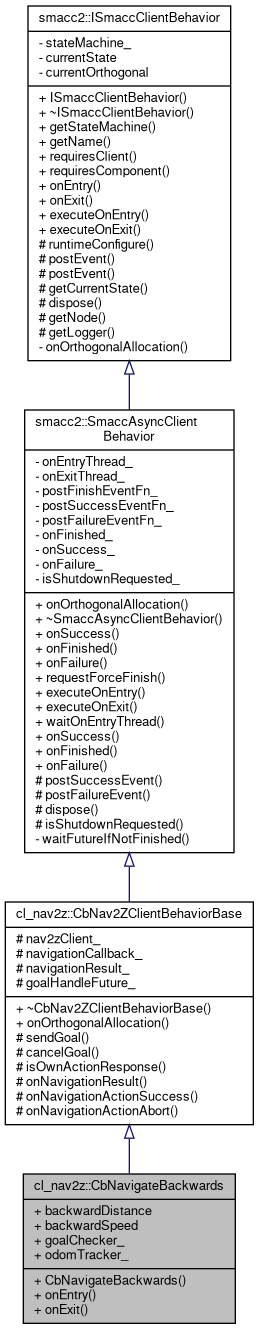 smacc2::ISmaccClientBehavior
- stateMachine_
- currentState
- currentOrthogonal
+ ISmaccClientBehavior()
+ ~ISmaccClientBehavior()
+ getStateMachine()
+ getName()
+ requiresClient()
+ requiresComponent()
+ onEntry()
+ onExit()
+ executeOnEntry()
+ executeOnExit()
# runtimeConfigure()
# postEvent()
# postEvent()
# getCurrentState()
# dispose()
# getNode()
# getLogger()
- onOrthogonalAllocation()
smacc2::SmaccAsyncClient
Behavior
- onEntryThread_
- onExitThread_
- postFinishEventFn_
- postSuccessEventFn_
- postFailureEventFn_
- onFinished_
- onSuccess_
- onFailure_
- isShutdownRequested_
+ onOrthogonalAllocation()
+ ~SmaccAsyncClientBehavior()
+ onSuccess()
+ onFinished()
+ onFailure()
+ requestForceFinish()
+ executeOnEntry()
+ executeOnExit()
+ waitOnEntryThread()
+ onSuccess()
+ onFinished()
+ onFailure()
# postSuccessEvent()
# postFailureEvent()
# dispose()
# isShutdownRequested()
- waitFutureIfNotFinished()
cl_nav2z::CbNav2ZClientBehaviorBase
# nav2zClient_
# navigationCallback_
# navigationResult_
# goalHandleFuture_
+ ~CbNav2ZClientBehaviorBase()
+ onOrthogonalAllocation()
# sendGoal()
# cancelGoal()
# isOwnActionResponse()
# onNavigationResult()
# onNavigationActionSuccess()
# onNavigationActionAbort()
cl_nav2z::CbNavigateBackwards
+ backwardDistance
+ backwardSpeed
+ goalChecker_
+ odomTracker_
+ CbNavigateBackwards()
+ onEntry()
+ onExit()